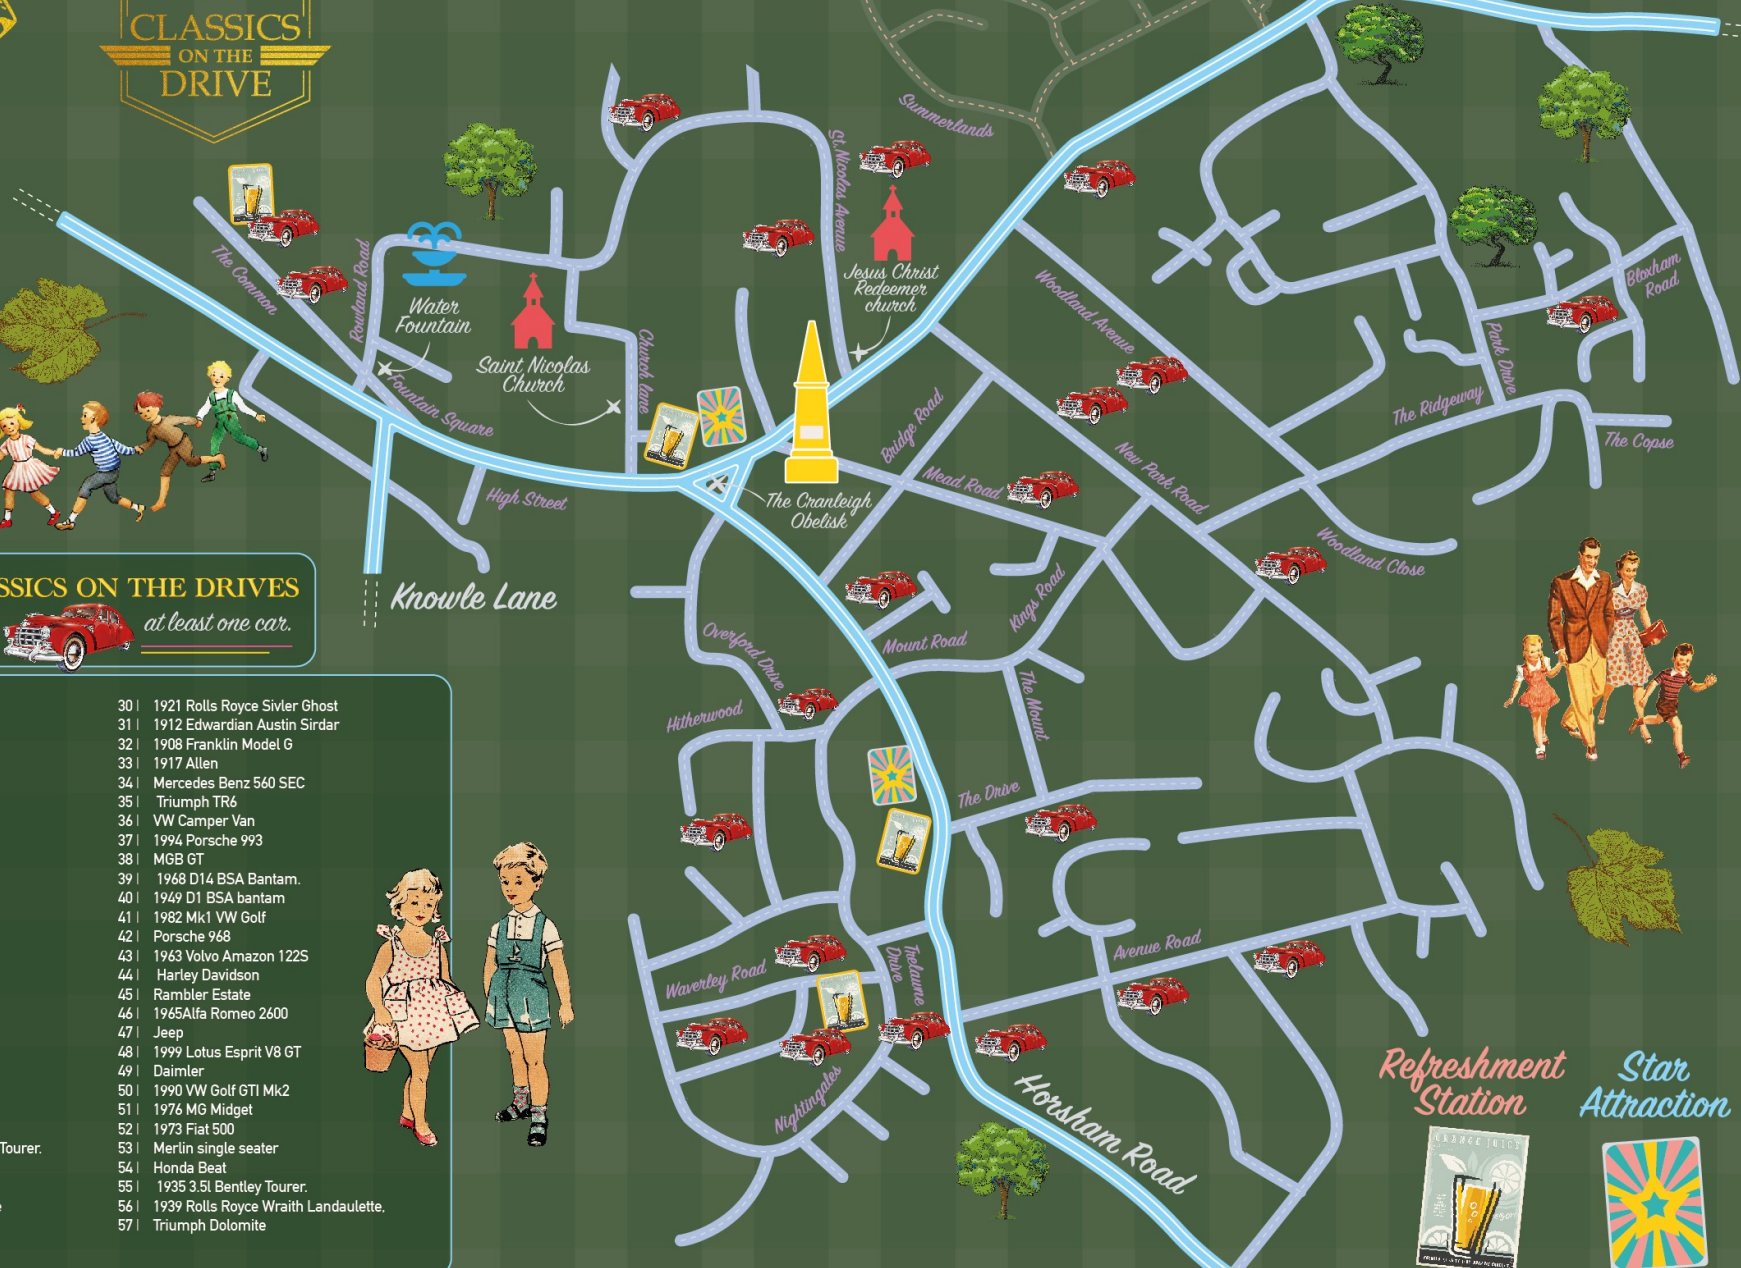 CLASSICS
ON THE
DRIVE
Summerlands
St. Nicolas Avenue
The Common
Rowland Road
Water
Fountain
Saint Nicolas
Church
Church lane
Jesus Christ
Redeemer
church
Woodland Avenue
Bloxham
Road
Park Drive
The Ridgeway
The Copse
Fountain Square
High Street
Bridge Road
Mead Road
New Park Road
The Cranleigh
Obelisk
Woodland Close
Knowle Lane
Kings Road
Mount Road
Overford Drive
The Mount
Hitherwood
The Drive
Avenue Road
Waverley Road
Trelawne
Drive
Nightingales
Horsham Road
SSICS ON THE DRIVES
at least one car.
30| 1921 Rolls Royce Sivler Ghost
31| 1912 Edwardian Austin Sirdar
32| 1908 Franklin Model G
33| 1917 Allen
34| Mercedes Benz 560 SEC
35| Triumph TR6
36| VW Camper Van
37| 1994 Porsche 993
38| MGB GT
39| 1968 D14 BSA Bantam.
40| 1949 D1 BSA bantam
41| 1982 Mk1 VW Golf
42| Porsche 968
43| 1963 Volvo Amazon 122S
44| Harley Davidson
45| Rambler Estate
46| 1965Alfa Romeo 2600
47| Jeep
48| 1999 Lotus Esprit V8 GT
49| Daimler
50| 1990 VW Golf GTI Mk2
51| 1976 MG Midget
52| 1973 Fiat 500
Tourer.
53| Merlin single seater
54| Honda Beat
55| 1935 3.5l Bentley Tourer.
e
56| 1939 Rolls Royce Wraith Landaulette,
57| Triumph Dolomite
Refreshment
Station
Star
Attraction
ORANGE JUICE